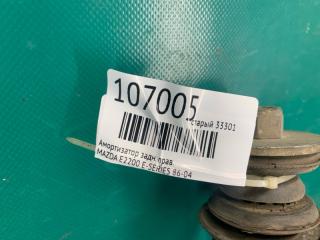 107005
старый 33301
Амортизатор задн.прав.
MAZDA E2200 E-SERIES 86-04